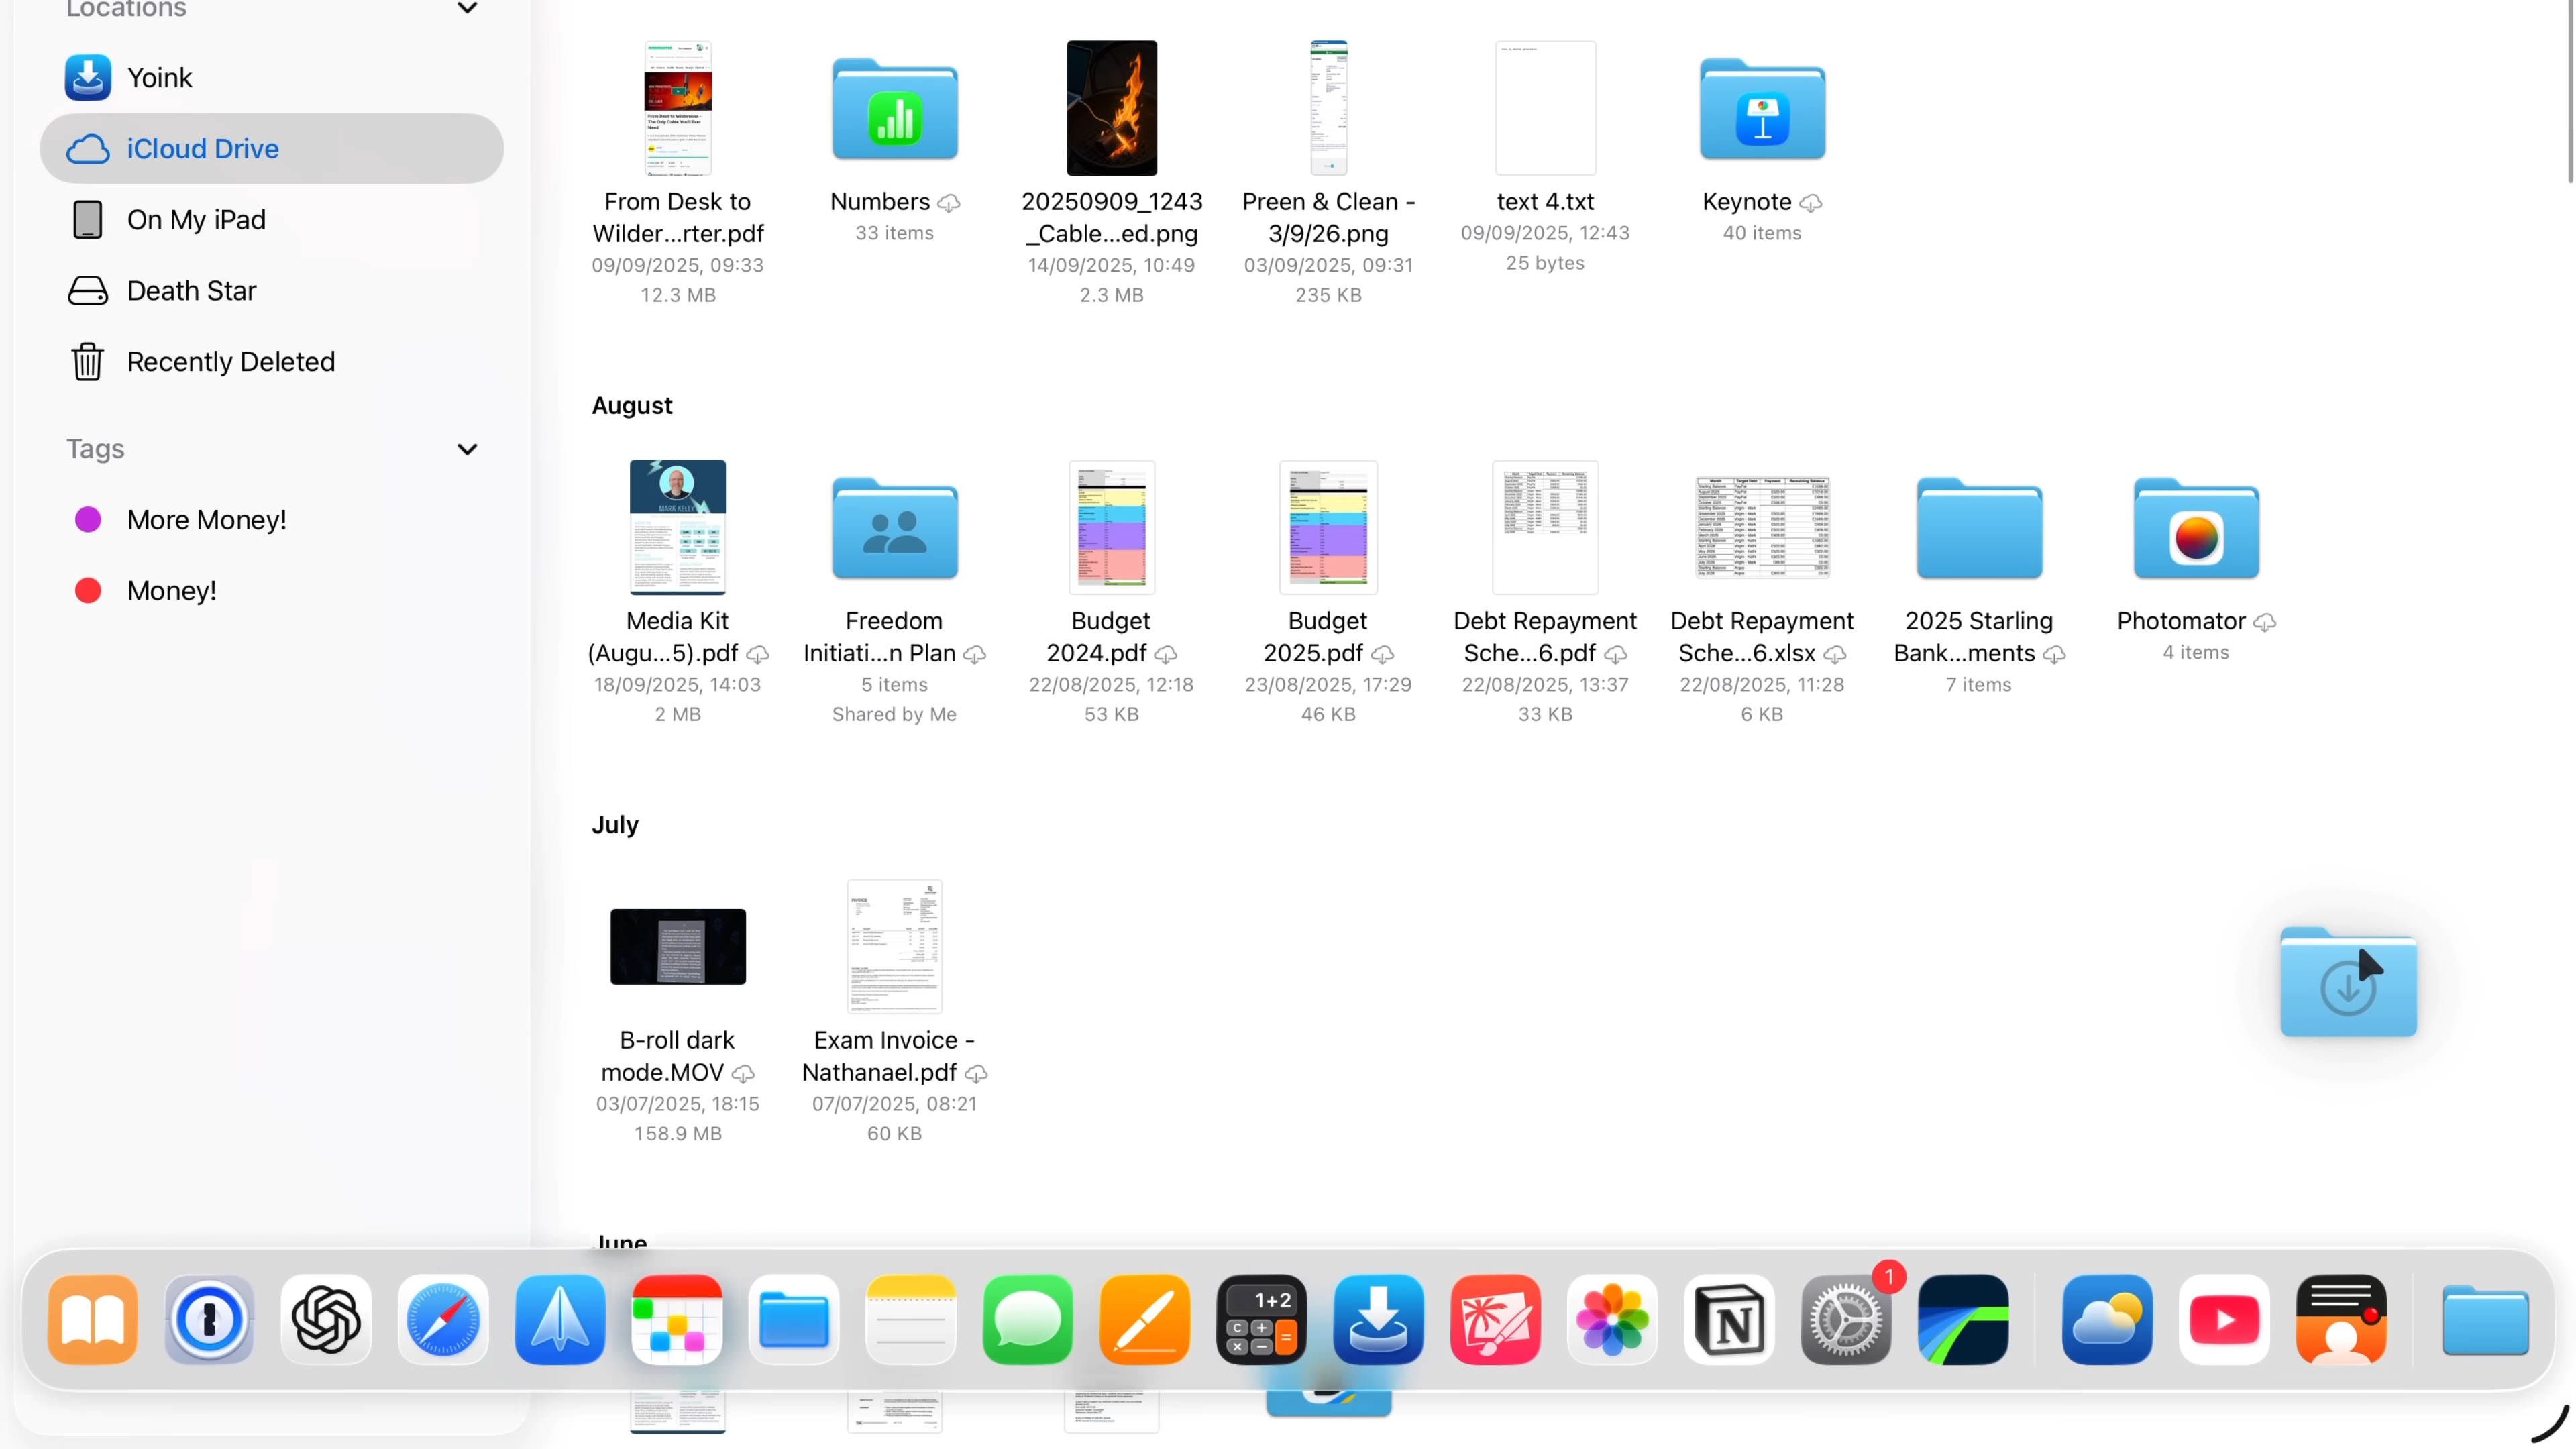 Locations
Yoink
iCloud Drive
On My iPad
Death Star
Recently Deleted
Tags
More Money!
Money!
From Desk to
Wilder...rter.pdf
09/09/2025, 09:33
12.3 MB
Numbers
33 items
20250909_1243
_Cable...ed.png
14/09/2025, 10:49
2.3 MB
Preen & Clean -
3/9/26.png
03/09/2025, 09:31
235 KB
text 4.txt
09/09/2025, 12:43
25 bytes
Keynote
40 items
August
MARK KELLY
Media Kit
(Augu...5).pdf
18/09/2025, 14:03
2 MB
Freedom
Initiati...n Plan
5 items
Shared by Me
Budget
2024.pdf
22/08/2025, 12:18
53 KB
Budget
2025.pdf
23/08/2025, 17:29
46 KB
Debt Repayment
Sche...6.pdf
22/08/2025, 13:37
33 KB
Debt Repayment
Sche...6.xlsx
22/08/2025, 11:28
6 KB
2025 Starling
Bank...ments
7 items
Photomator
4 items
July
INVOICE
B-roll dark
mode.MOV
03/07/2025, 18:15
158.9 MB
Exam Invoice -
Nathanael.pdf
07/07/2025, 08:21
60 KB
June
1+2
C + =
× −
N
1